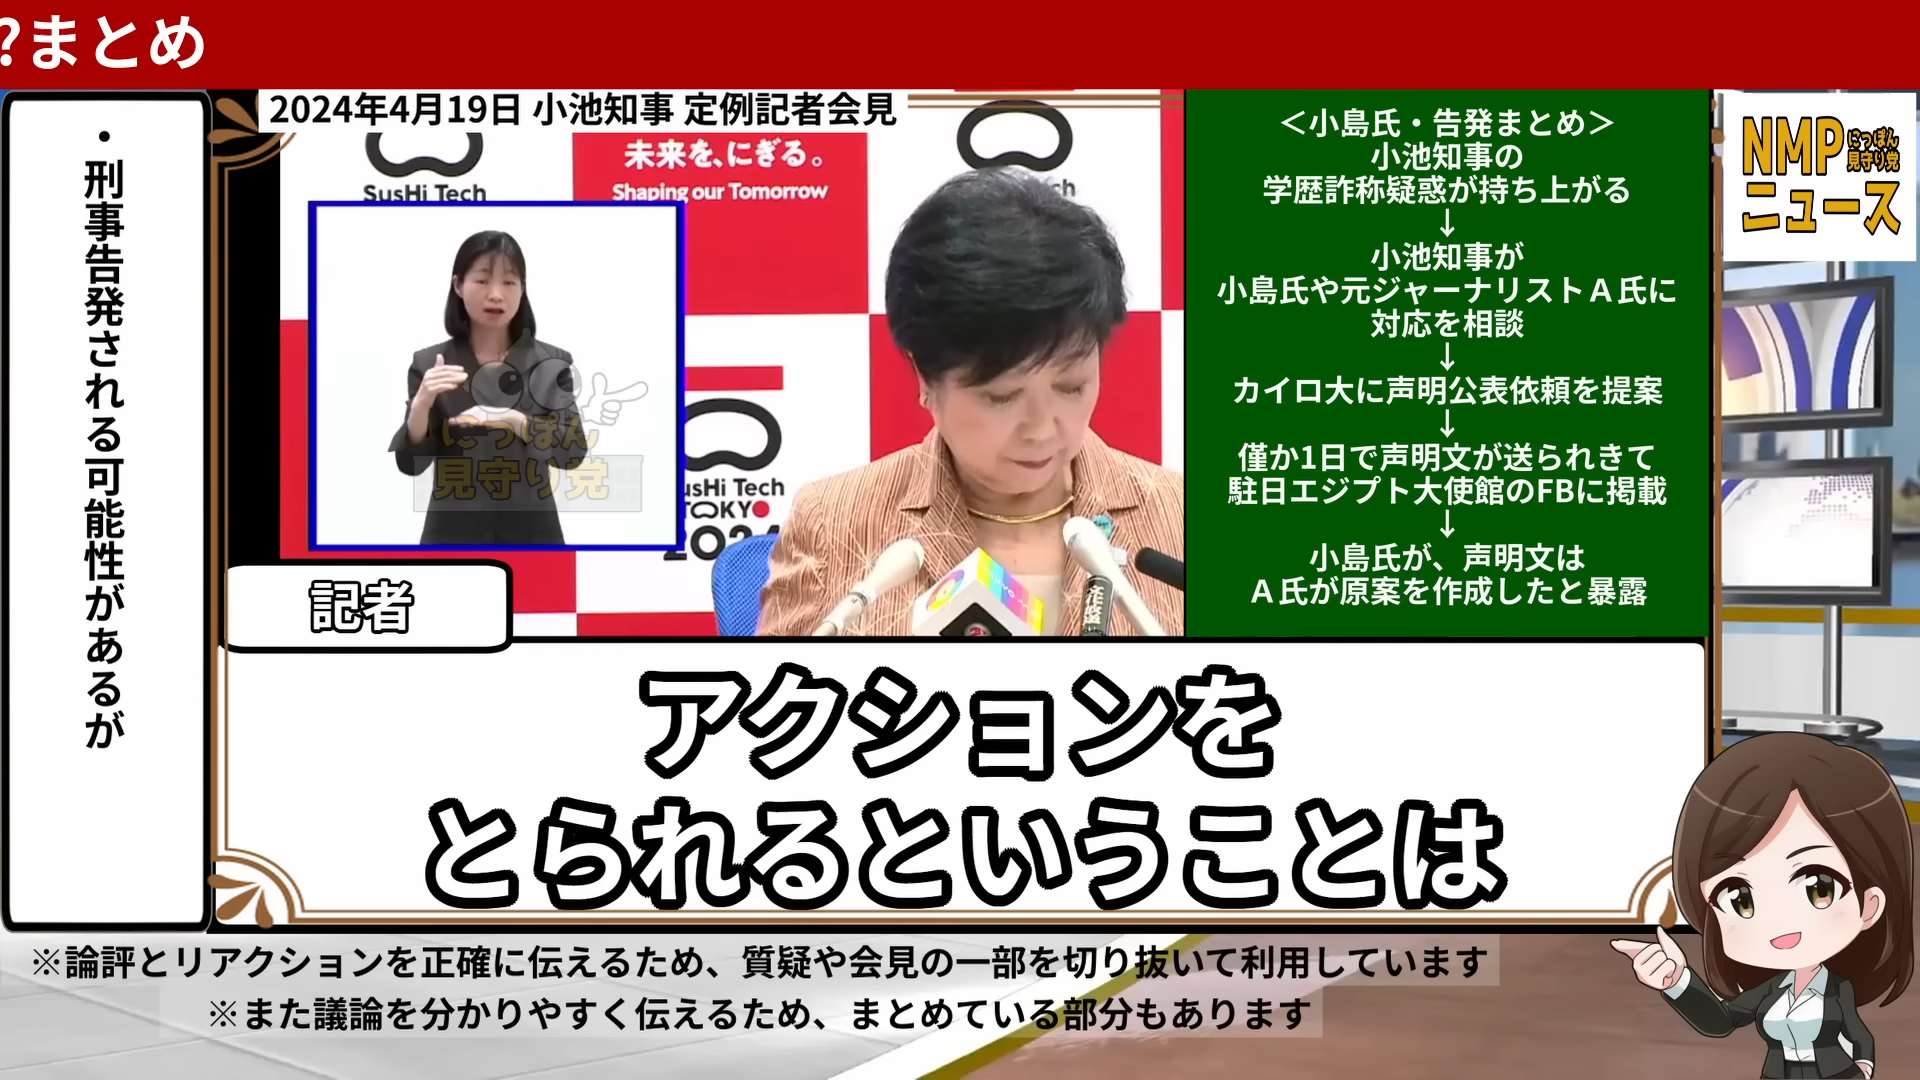 ?まとめ
2024年4月19日 小池知事 定例記者会見
・刑事告発される可能性があるが
未来を、にぎる。
Shaping our Tomorrow
SusHi Tech
ch
usHi Tech
TOKYO
2024
にっぽん
見守り党
文化放送
記者
アクションを
とられるということは
＜小島氏・告発まとめ＞
小池知事の
学歴詐称疑惑が持ち上がる
↓
小池知事が
小島氏や元ジャーナリストＡ氏に
対応を相談
↓
カイロ大に声明公表依頼を提案
↓
僅か1日で声明文が送られきて
駐日エジプト大使館のFBに掲載
↓
小島氏が、声明文は
Ａ氏が原案を作成したと暴露
NMP
にっぽん
見守り党
ニュース
※論評とリアクションを正確に伝えるため、質疑や会見の一部を切り抜いて利用しています
※また議論を分かりやすく伝えるため、まとめている部分もあります